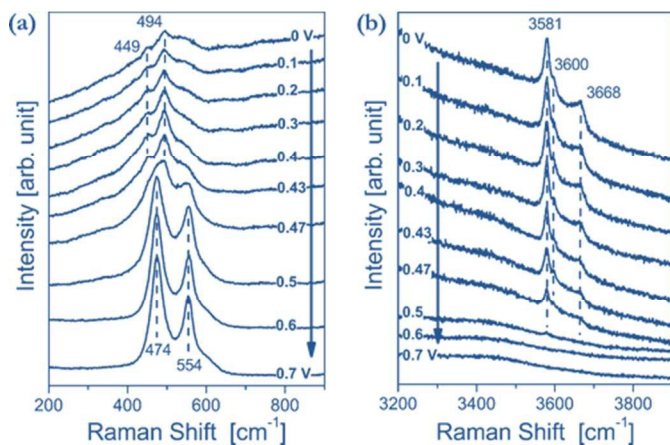 (a)
494
449
0 V
0.1
0.2
0.3
0.4
0.43
0.47
0.5
0.6
0.7 V
474
554
Intensity [arb. unit]
200 400 600 800
Raman Shift [cm⁻¹]
(b)
3581
3600
3668
0 V
0.1
0.2
0.3
0.4
0.43
0.47
0.5
0.6
0.7 V
Intensity [arb. unit]
3200 3400 3600 3800
Raman Shift [cm⁻¹]